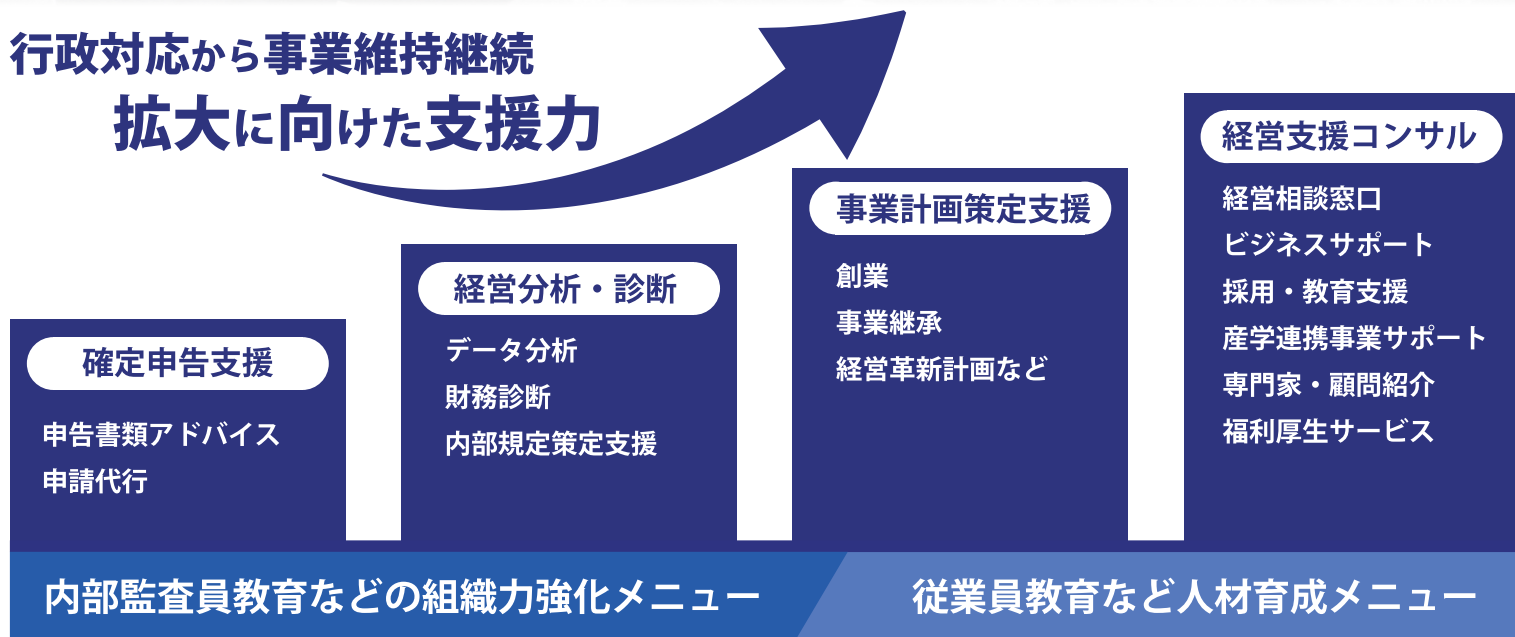 行政対応から事業維持継続
拡大に向けた支援力
確定申告支援
申告書類アドバイス
申請代行
経営分析・診断
データ分析
財務診断
内部規定策定支援
事業計画策定支援
創業
事業継承
経営革新計画など
経営支援コンサル
経営相談窓口
ビジネスサポート
採用・教育支援
産学連携事業サポート
専門家・顧問紹介
福利厚生サービス
内部監査員教育などの組織力強化メニュー
従業員教育など人材育成メニュー